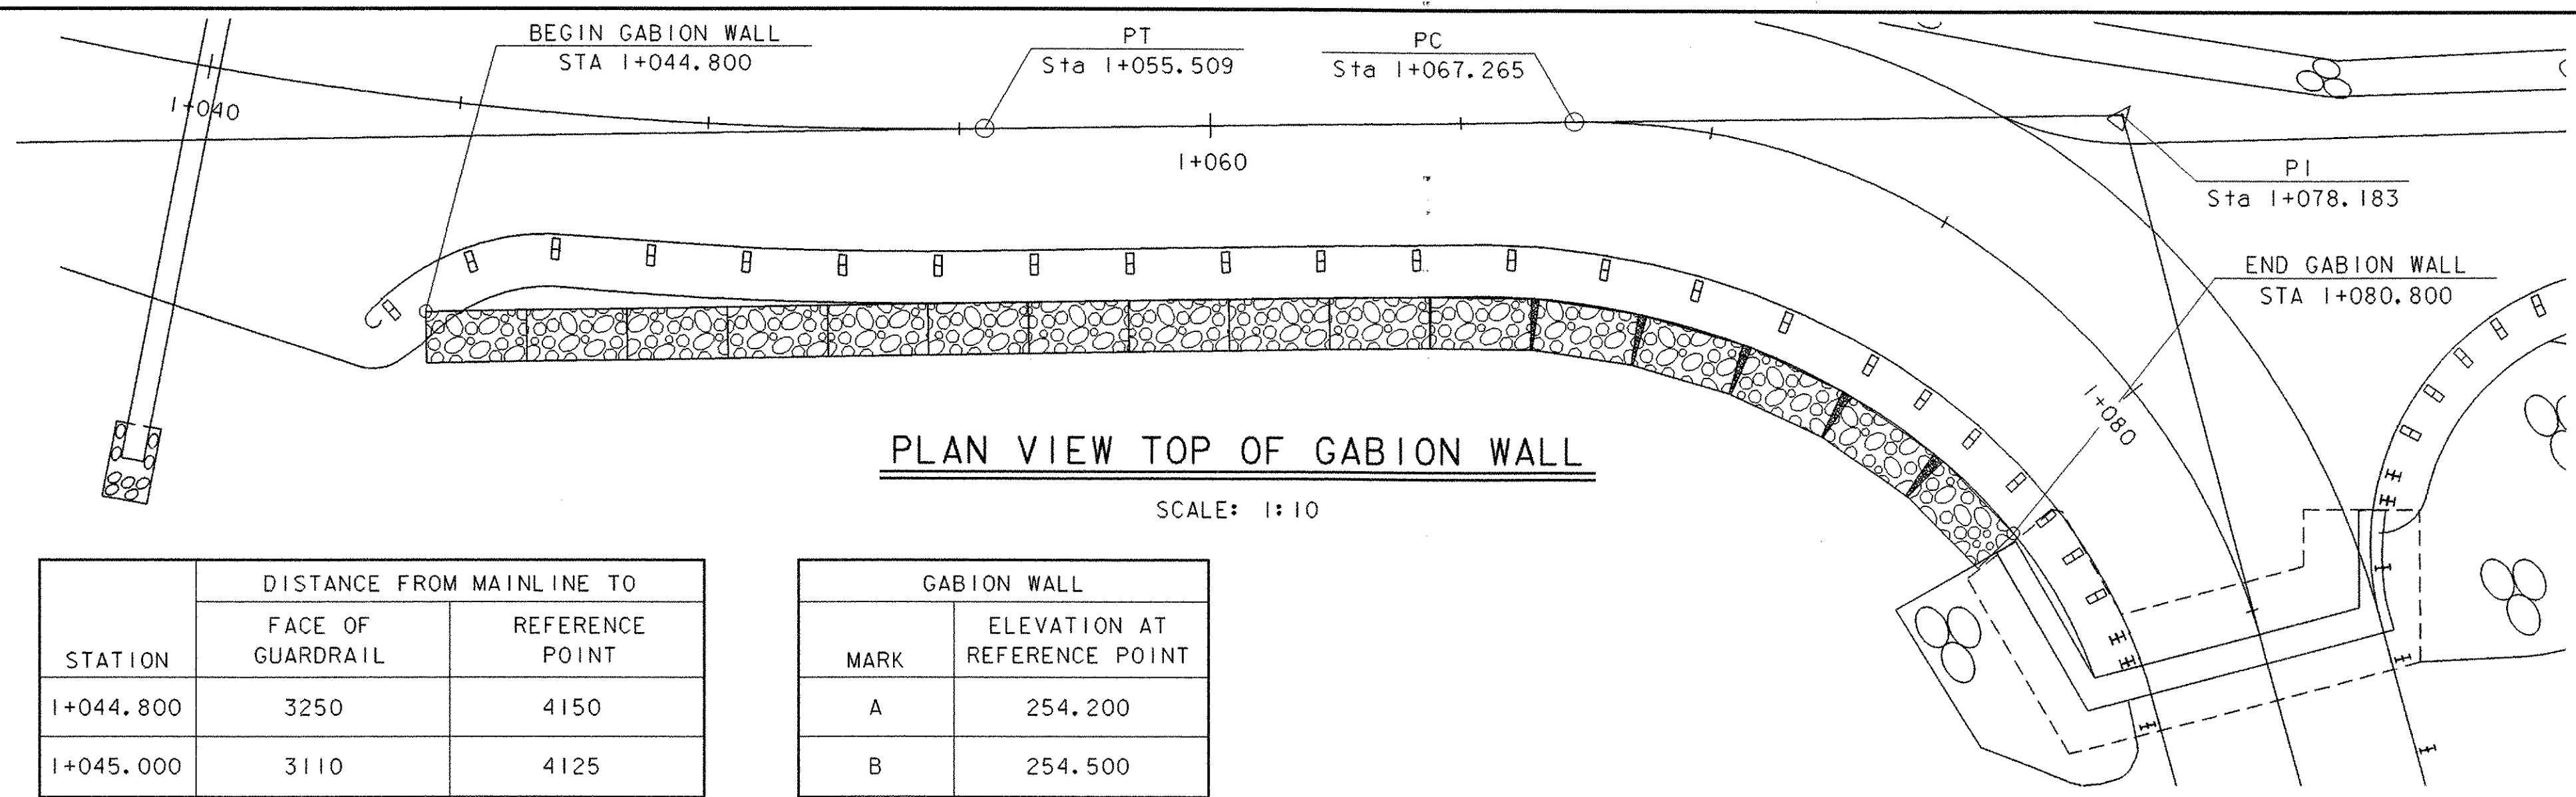 BEGIN GABION WALL
STA 1+044.800
PT
Sta 1+055.509
PC
Sta 1+067.265
1+040
1+060
PI
Sta 1+078.183
END GABION WALL
STA 1+080.800
1+080
PLAN VIEW TOP OF GABION WALL
SCALE: 1:10
DISTANCE FROM MAINLINE TO
STATION
FACE OF
GUARDRAIL
REFERENCE
POINT
1+044.800 3250 4150
1+045.000 3110 4125
GABION WALL
MARK
ELEVATION AT
REFERENCE POINT
A 254.200
B 254.500